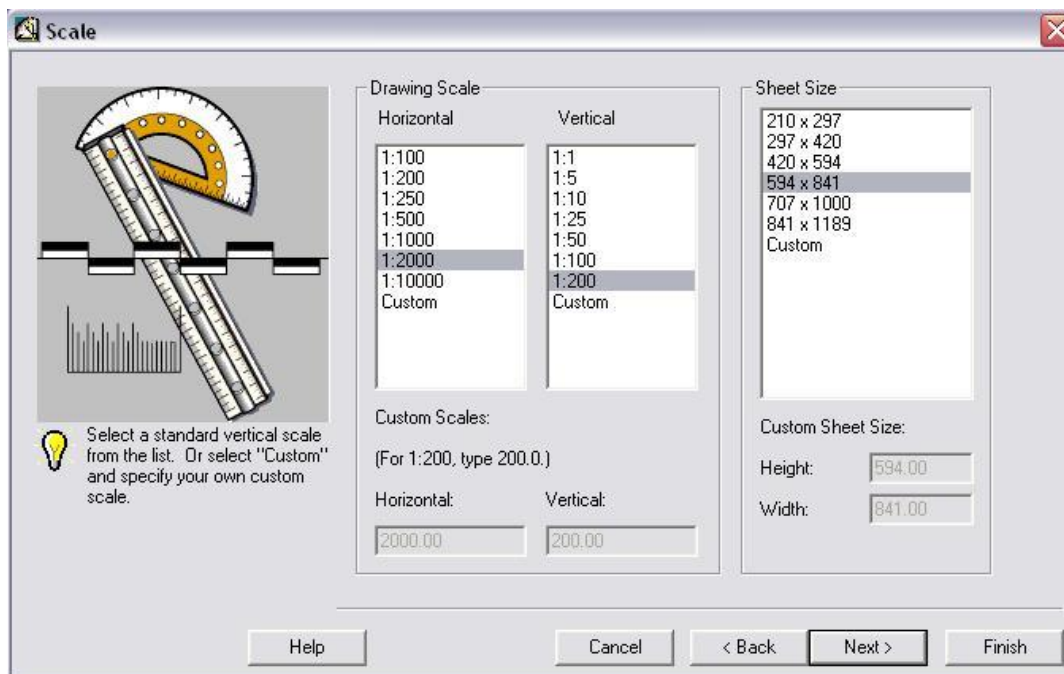 Scale
Drawing Scale
Horizontal
1:100
1:200
1:250
1:500
1:1000
1:2000
1:10000
Custom
Vertical
1:1
1:5
1:10
1:25
1:50
1:100
1:200
Custom
Custom Scales:
(For 1:200, type 200.0.)
Horizontal:
2000.00
Vertical:
200.00
Sheet Size
210 x 297
297 x 420
420 x 594
594 x 841
707 x 1000
841 x 1189
Custom
Custom Sheet Size:
Height:
594.00
Width:
841.00
Select a standard vertical scale
from the list. Or select "Custom"
and specify your own custom
scale.
Help
Cancel
< Back
Next >
Finish